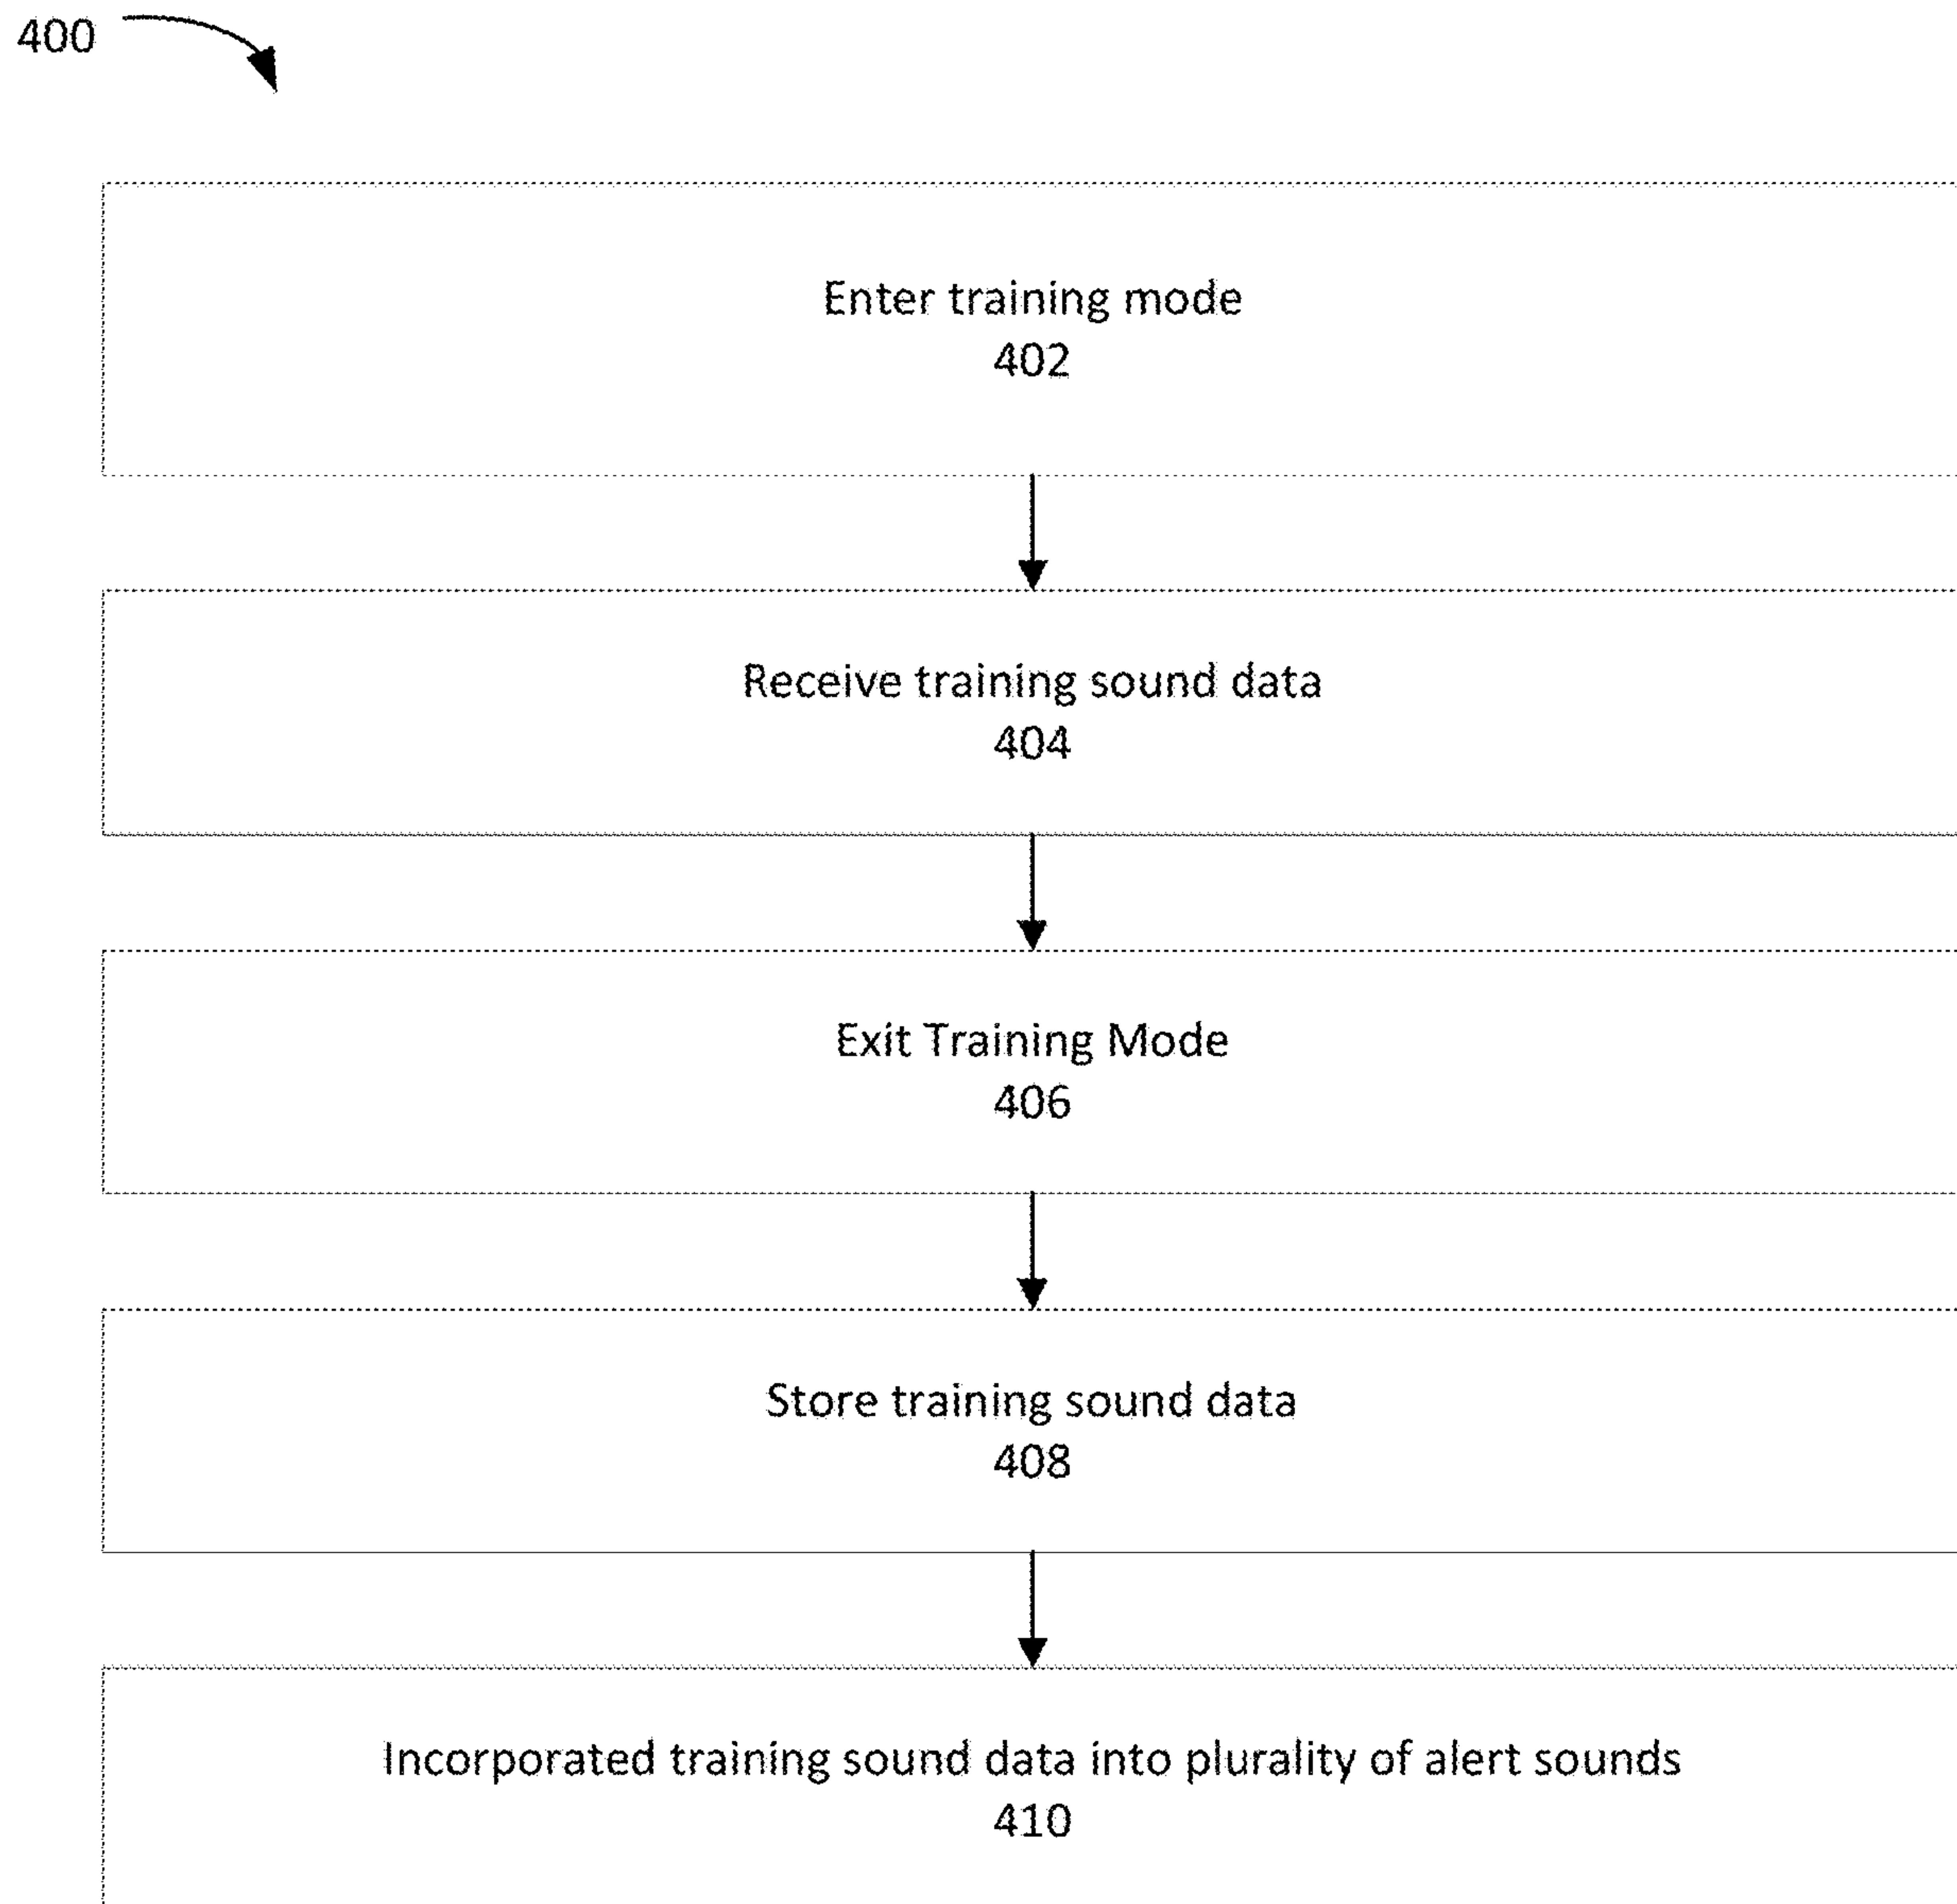 400
Enter training mode
402
Receive training sound data
404
Exit Training Mode
406
Store training sound data
408
Incorporated training sound data into plurality of alert sounds
410